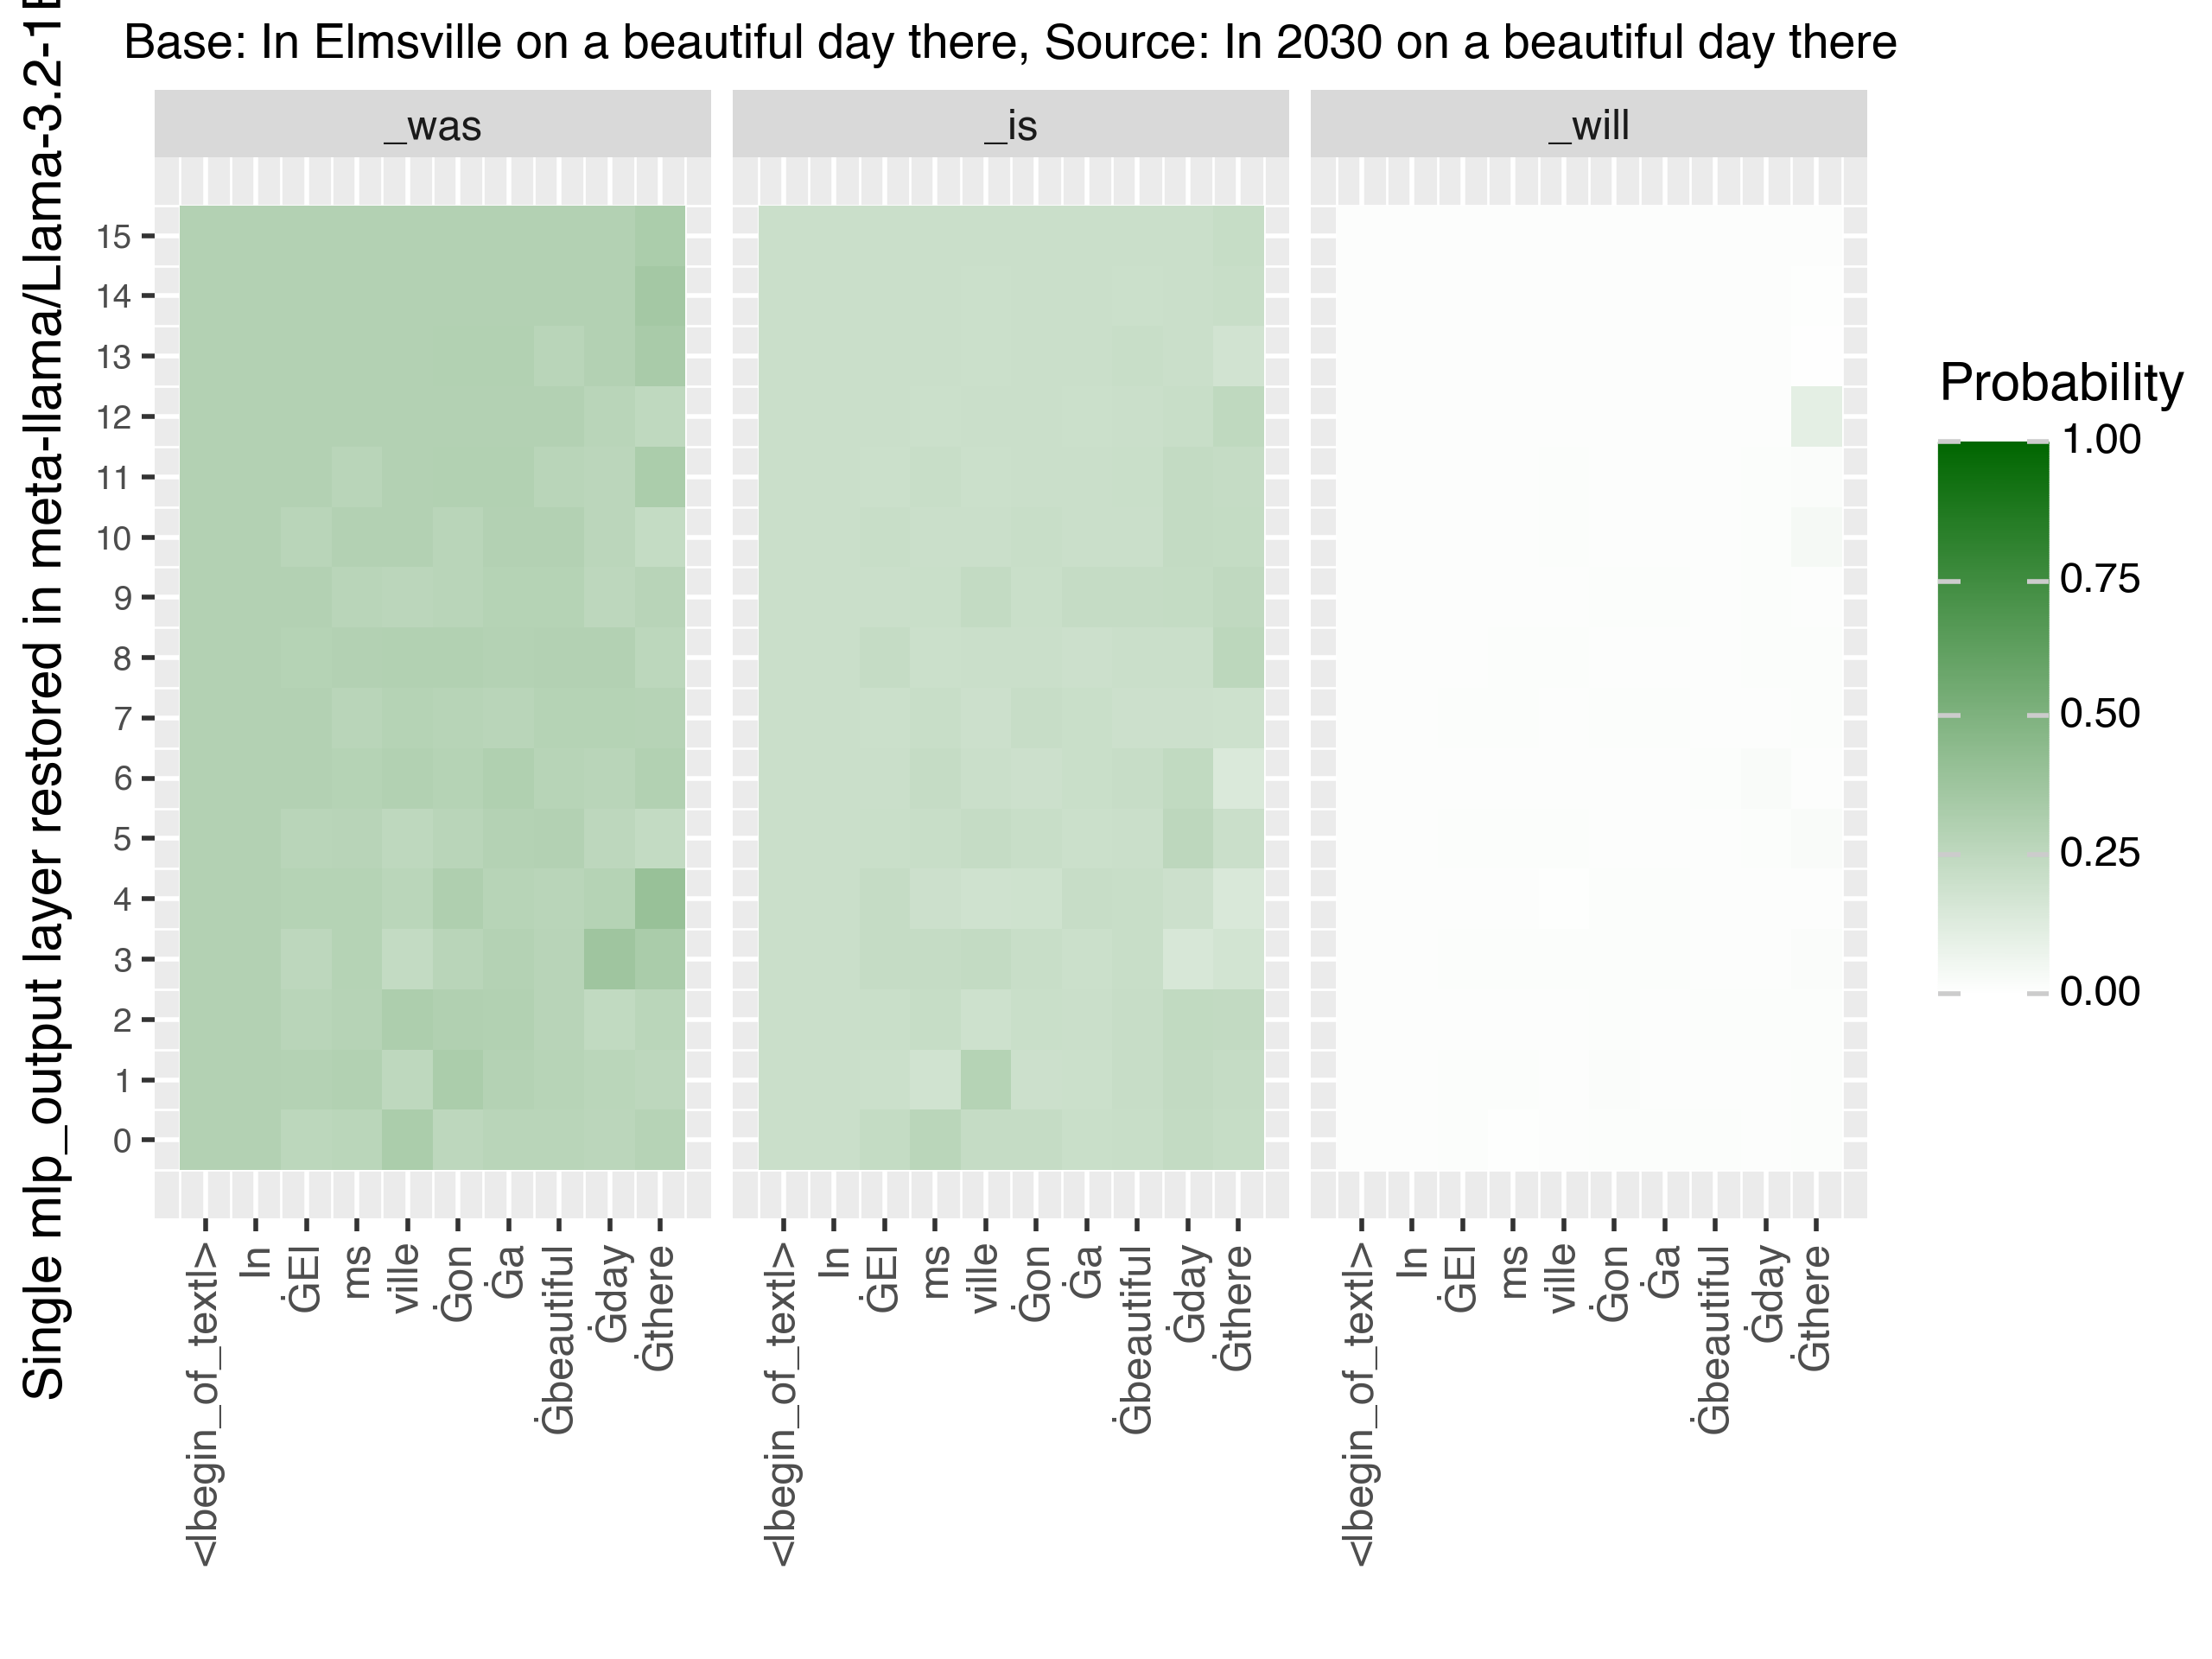 Base: In Elmsville on a beautiful day there, Source: In 2030 on a beautiful day there
Single mlp_output layer restored in meta-llama/Llama-3.2-1
_was
_is
_will
15
14
13
12
11
10
9
8
7
6
5
4
3
2
1
0
<|begin_of_text|>
In
ĠEl
ms
ville
Ġon
Ġa
Ġbeautiful
Ġday
Ġthere
<|begin_of_text|>
In
ĠEl
ms
ville
Ġon
Ġa
Ġbeautiful
Ġday
Ġthere
<|begin_of_text|>
In
ĠEl
ms
ville
Ġon
Ġa
Ġbeautiful
Ġday
Ġthere
Probability
1.00
0.75
0.50
0.25
0.00